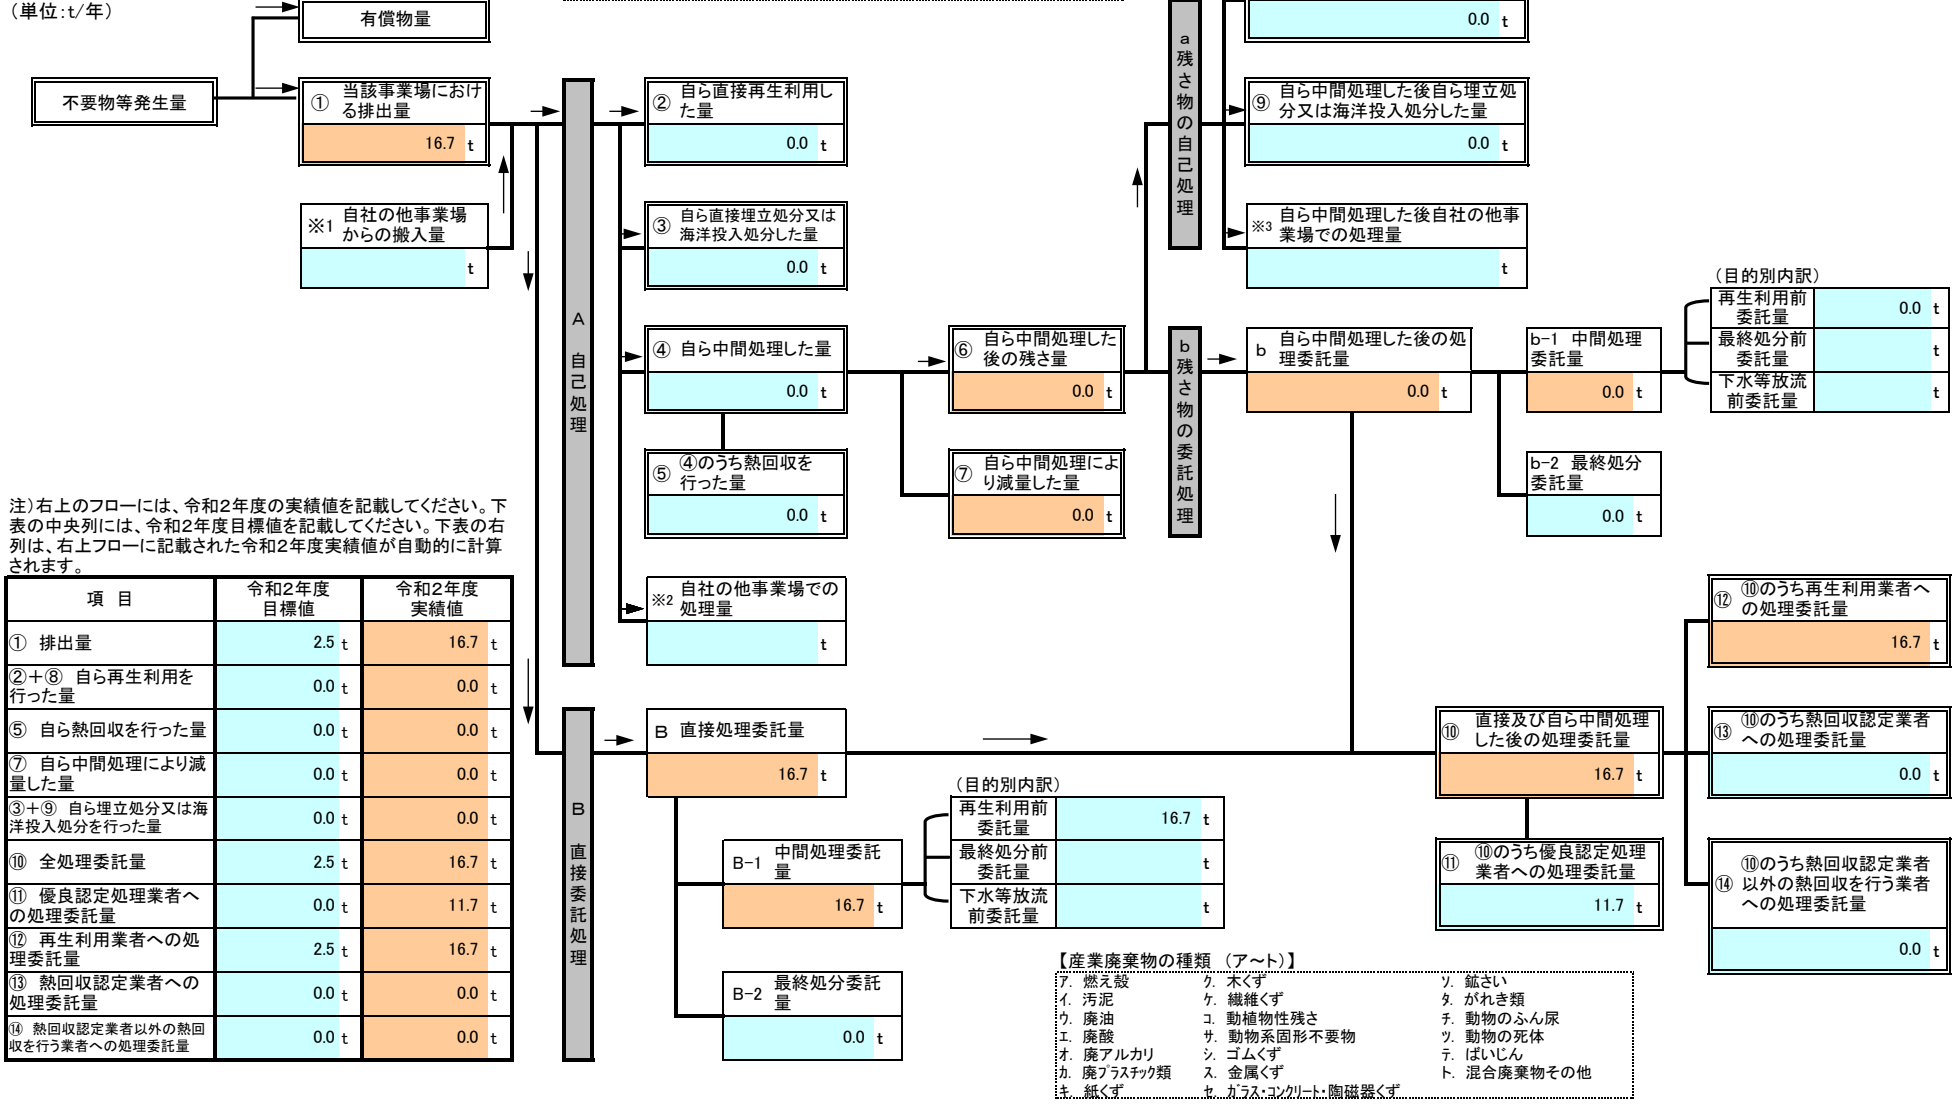 (単位:t/年)
有償物量
不要物等発生量
① 当該事業場におけ
る排出量
16.7 t
※1 自社の他事業場
からの搬入量
t
A 自己処理
② 自ら直接再生利用し
た量
0.0 t
③ 自ら直接埋立処分又は
海洋投入処分した量
0.0 t
④ 自ら中間処理した量
0.0 t
⑤ ④のうち熱回収を
行った量
0.0 t
※2 自社の他事業場での
処理量
t
⑥ 自ら中間処理した
後の残さ量
0.0 t
⑦ 自ら中間処理によ
り減量した量
0.0 t
a残さ物の自己処理
0.0 t
⑨ 自ら中間処理した後自ら埋立処
分又は海洋投入処分した量
0.0 t
※3 自ら中間処理した後自社の他事
業場での処理量
t
b残さ物の委託処理
b 自ら中間処理した後の処
理委託量
0.0 t
b-1 中間処理
委託量
0.0 t
b-2 最終処分
委託量
0.0 t
(目的別内訳)
再生利用前
委託量
0.0 t
最終処分前
委託量
t
下水等放流
前委託量
t
注)右上のフローには、令和2年度の実績値を記載してください。下
表の中央列には、令和2年度目標値を記載してください。下表の右
列は、右上フローに記載された令和2年度実績値が自動的に計算
されます。
項 目
令和2年度
目標値
令和2年度
実績値
① 排出量
2.5 t 16.7 t
②+⑧ 自ら再生利用を
行った量
0.0 t 0.0 t
⑤ 自ら熱回収を行った量
0.0 t 0.0 t
⑦ 自ら中間処理により減
量した量
0.0 t 0.0 t
③+⑨ 自ら埋立処分又は海
洋投入処分を行った量
0.0 t 0.0 t
⑩ 全処理委託量
2.5 t 16.7 t
⑪ 優良認定処理業者へ
の処理委託量
0.0 t 11.7 t
⑫ 再生利用業者への処
理委託量
2.5 t 16.7 t
⑬ 熱回収認定業者への
処理委託量
0.0 t 0.0 t
⑭ 熱回収認定業者以外の熱回
収を行う業者への処理委託量
0.0 t 0.0 t
B 直接委託処理
B 直接処理委託量
16.7 t
B-1 中間処理委託
量
16.7 t
B-2 最終処分委託
量
0.0 t
(目的別内訳)
再生利用前
委託量
16.7 t
最終処分前
委託量
t
下水等放流
前委託量
t
⑩ 直接及び自ら中間処理
した後の処理委託量
16.7 t
⑪ ⑩のうち優良認定処理
業者への処理委託量
11.7 t
⑫ ⑩のうち再生利用業者へ
の処理委託量
16.7 t
⑬ ⑩のうち熱回収認定業者
への処理委託量
0.0 t
⑭ ⑩のうち熱回収認定業者
以外の熱回収を行う業者
への処理委託量
0.0 t
【産業廃棄物の種類 (ア~ト)】
ア. 燃え殻 ク. 木くず ソ. 鉱さい
イ. 汚泥 ケ. 繊維くず タ. がれき類
ウ. 廃油 コ. 動植物性残さ チ. 動物のふん尿
エ. 廃酸 サ. 動物系固形不要物 ツ. 動物の死体
オ. 廃アルカリ シ. ゴムくず テ. ばいじん
カ. 廃プラスチック類 ス. 金属くず ト. 混合廃棄物その他
キ. 紙くず セ. ガラス・コンクリート・陶磁器くず